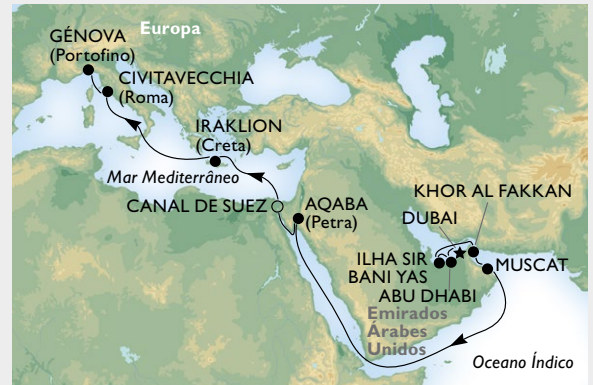 GÉNOVA
(Portofino)
Europa
CIVITAVECCHIA
(Roma)
IRAKLION
(Creta)
Mar Mediterrâneo
CANAL DE SUEZ
AQABA
(Petra)
KHOR AL FAKKAN
DUBAI
ILHA SIR
BANI YAS
MUSCAT
ABU DHABI
Emirados
Árabes
Unidos
Oceano Índico